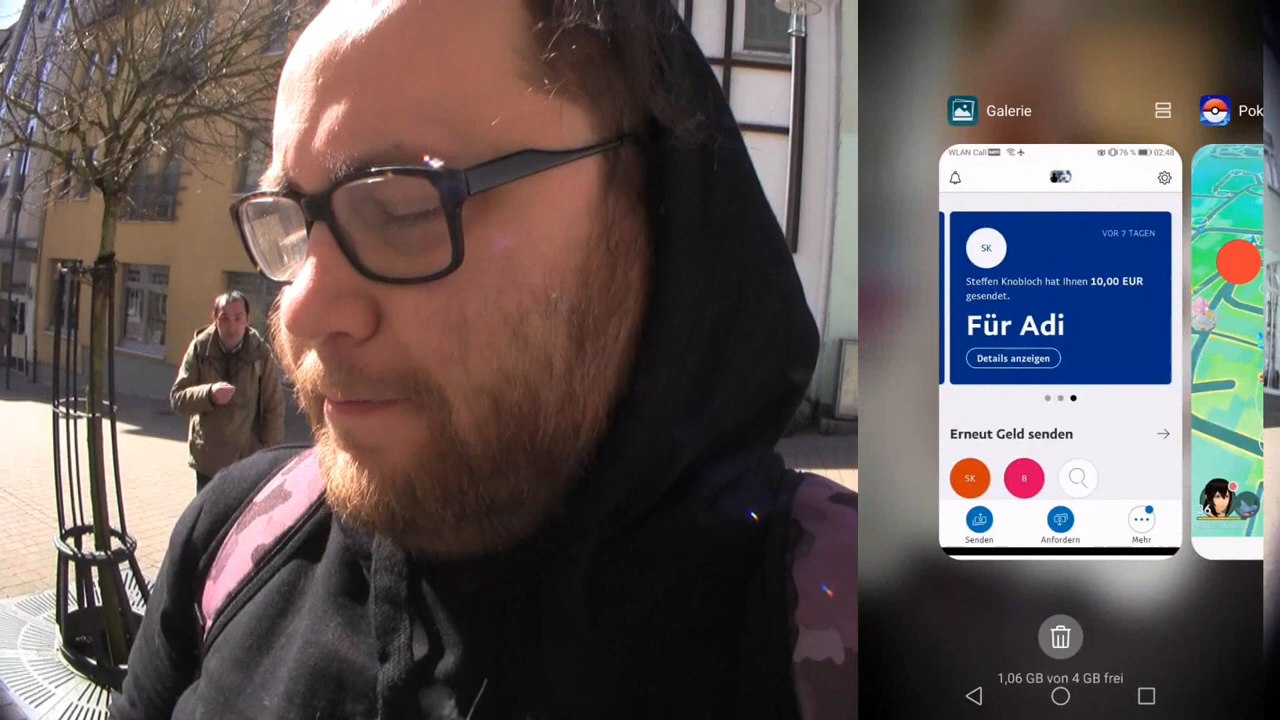 Galerie
Pok
WLAN Call
76 %
02:48
SK
VOR 7 TAGEN
Steffen Knobloch hat Ihnen 10,00 EUR
gesendet.
Für Adi
Details anzeigen
Erneut Geld senden
SK
B
Senden
Anfordern
Mehr
36
1,06 GB von 4 GB frei